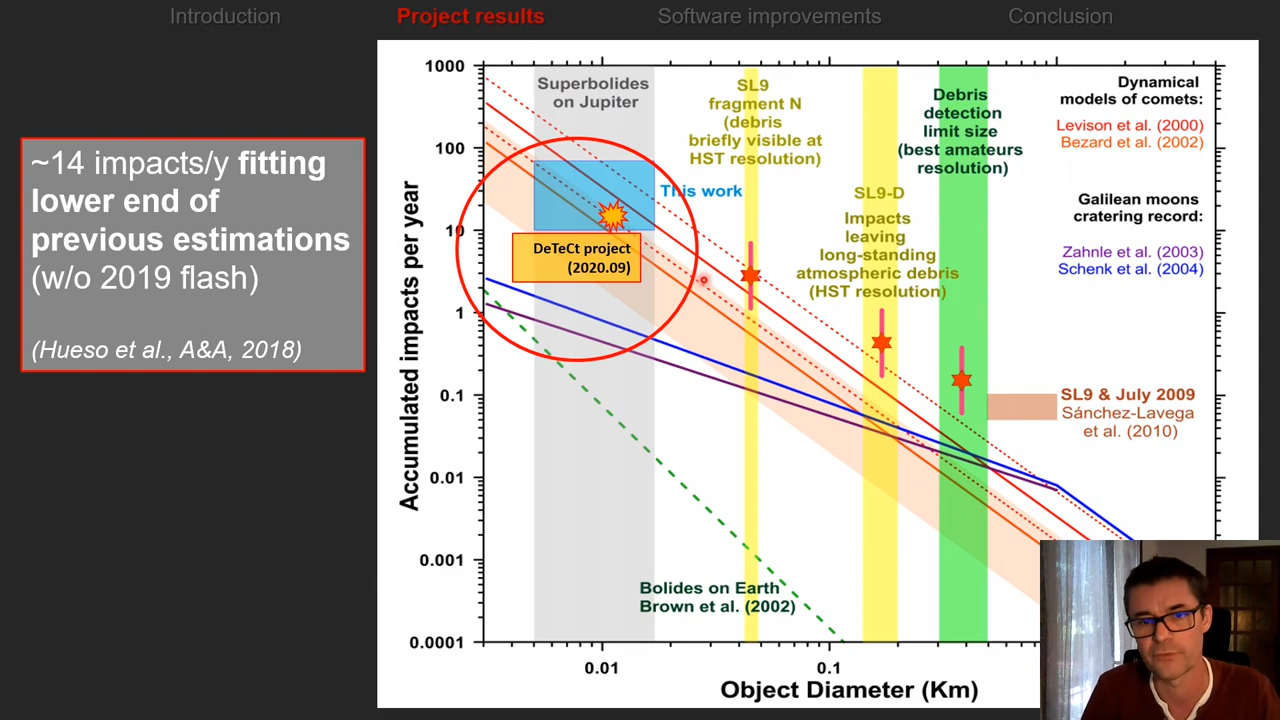 Introduction
Project results
Software improvements
Conclusion
~14 impacts/y fitting
lower end of
previous estimations
(w/o 2019 flash)
(Hueso et al., A&A, 2018)
Accumulated impacts per year
1000
100
10
1
0.1
0.01
0.001
0.0001
Superbolides
on Jupiter
This work
DeTeCt project
(2020.09)
SL9
fragment N
(debris
briefly visible at
HST resolution)
SL9-D
Impacts
leaving
long-standing
atmospheric debris
(HST resolution)
Debris
detection
limit size
(best amateurs
resolution)
Dynamical
models of comets:
Levison et al. (2000)
Bezard et al. (2002)
Galilean moons
cratering record:
Zahnle et al. (2003)
Schenk et al. (2004)
SL9 & July 2009
Sánchez-Lavega
et al. (2010)
Bolides on Earth
Brown et al. (2002)
0.01
0.1
Object Diameter (Km)